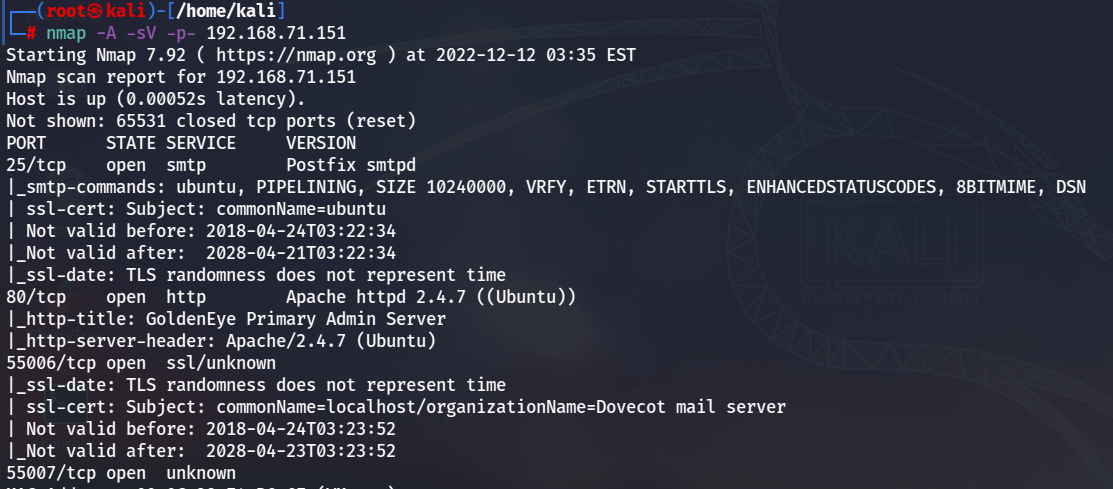 ┌──(root㉿kali)-[/home/kali]
└─# nmap -A -sV -p- 192.168.71.151
Starting Nmap 7.92 ( https://nmap.org ) at 2022-12-12 03:35 EST
Nmap scan report for 192.168.71.151
Host is up (0.00052s latency).
Not shown: 65531 closed tcp ports (reset)
PORT      STATE SERVICE     VERSION
25/tcp    open  smtp        Postfix smtpd
|_smtp-commands: ubuntu, PIPELINING, SIZE 10240000, VRFY, ETRN, STARTTLS, ENHANCEDSTATUSCODES, 8BITMIME, DSN
| ssl-cert: Subject: commonName=ubuntu
| Not valid before: 2018-04-24T03:22:34
|_Not valid after:  2028-04-21T03:22:34
|_ssl-date: TLS randomness does not represent time
80/tcp    open  http        Apache httpd 2.4.7 ((Ubuntu))
|_http-title: GoldenEye Primary Admin Server
|_http-server-header: Apache/2.4.7 (Ubuntu)
55006/tcp open  ssl/unknown
|_ssl-date: TLS randomness does not represent time
| ssl-cert: Subject: commonName=localhost/organizationName=Dovecot mail server
| Not valid before: 2018-04-24T03:23:52
|_Not valid after:  2028-04-23T03:23:52
55007/tcp open  unknown
KALI
BY OFFENSIVE SECURITY